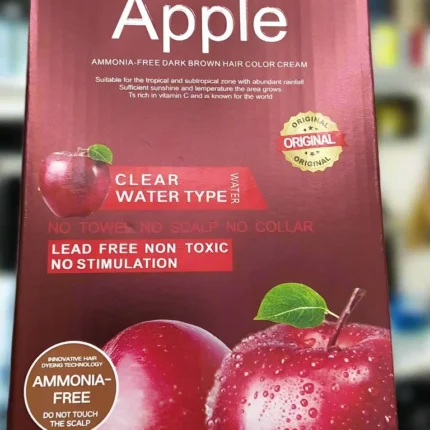 Apple
AMMONIA-FREE DARK BROWN HAIR COLOR CREAM
Suitable for the tropical and subtropical zone with abundant rainfall
Sufficient sunshine and temperature the area grows
Ts rich in vitamin C and is known for the world
ORIGINAL
ORIGINAL
ORIGINAL
CLEAR
WATER TYPE
WATER
NO TOWEL NO SCALP NO COLLAR
LEAD FREE NON TOXIC
NO STIMULATION
INNOVATIVE HAIR
DYEING TECHNOLOGY
AMMONIA-
FREE
DO NOT TOUCH
THE SCALP